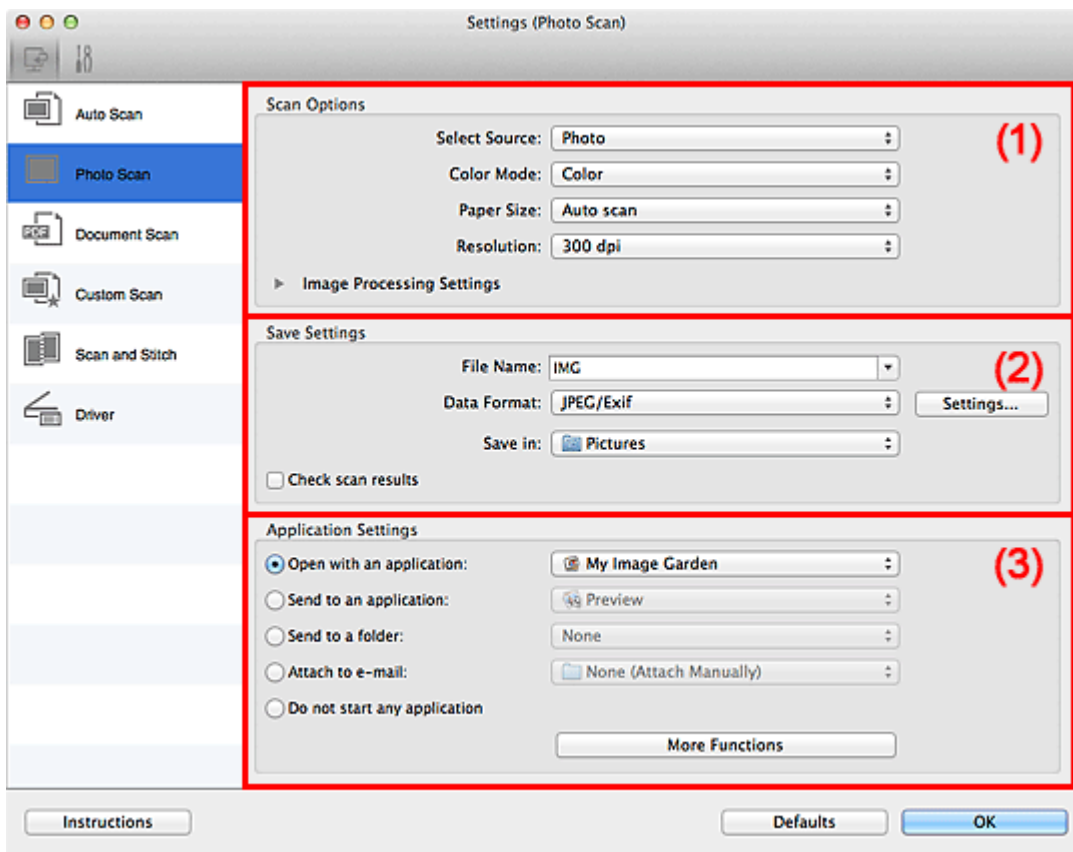 Settings (Photo Scan)
Auto Scan
Photo Scan
PDF
Document Scan
Custom Scan
Scan and Stitch
Driver
Scan Options
(1)
Select Source: Photo
Color Mode: Color
Paper Size: Auto scan
Resolution: 300 dpi
Image Processing Settings
Save Settings
(2)
File Name: IMG
Data Format: JPEG/Exif Settings...
Save in: Pictures
Check scan results
Application Settings
(3)
Open with an application: My Image Garden
Send to an application: Preview
Send to a folder: None
Attach to e-mail: None (Attach Manually)
Do not start any application
More Functions
Instructions Defaults OK